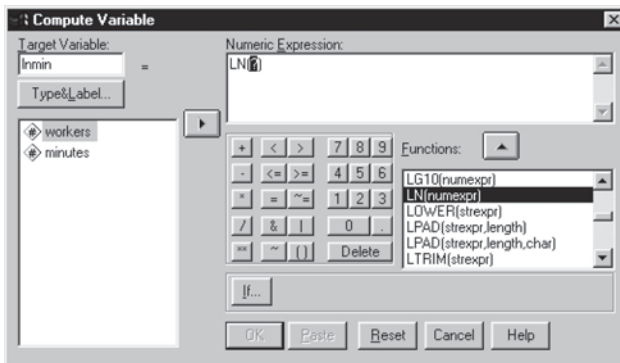 Compute Variable
Target Variable:
lnmin
=
Type&Label...
workers
minutes
Numeric Expression:
LN(?)
+ < > 7 8 9
- <= >= 4 5 6
* = ~= 1 2 3
/ & | 0 .
** ~ () Delete
Functions:
LG10(numexpr)
LN(numexpr)
LOWER(strexpr)
LPAD(strexpr,length)
LPAD(strexpr,length,char)
LTRIM(strexpr)
If...
OK Paste Reset Cancel Help